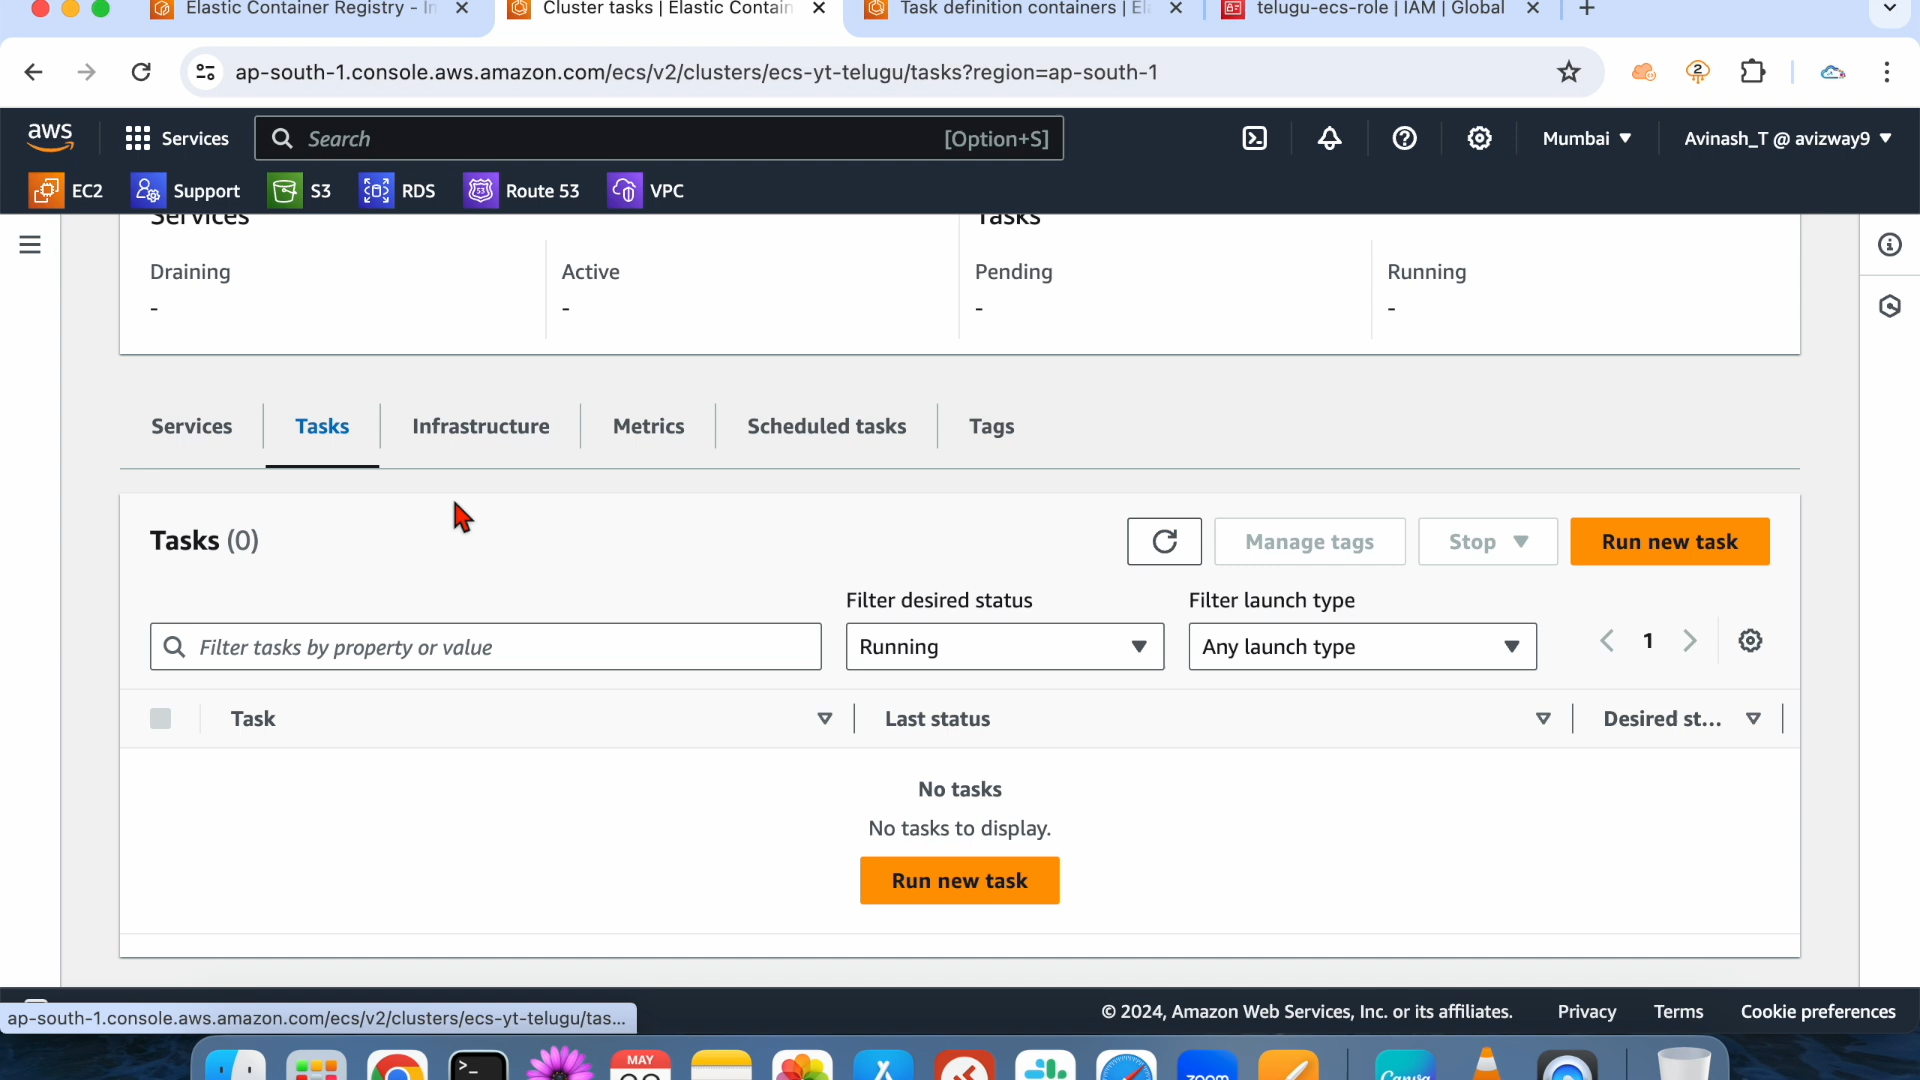 Elastic Container Registry - In
Cluster tasks | Elastic Contain
Task definition containers | El
telugu-ecs-role | IAM | Global
ap-south-1.console.aws.amazon.com/ecs/v2/clusters/ecs-yt-telugu/tasks?region=ap-south-1
2
aws
Services
Search
[Option+S]
Mumbai
Avinash_T @ avizway9
EC2
Support
S3
RDS
53
Route 53
VPC
Services
Tasks
Draining
Active
Pending
Running
-
-
-
-
Services
Tasks
Infrastructure
Metrics
Scheduled tasks
Tags
Tasks (0)
Manage tags
Stop
Run new task
Filter desired status
Filter launch type
Filter tasks by property or value
Running
Any launch type
1
Task
Last status
Desired st...
No tasks
No tasks to display.
Run new task
ap-south-1.console.aws.amazon.com/ecs/v2/clusters/ecs-yt-telugu/tas...
© 2024, Amazon Web Services, Inc. or its affiliates.
Privacy
Terms
Cookie preferences
MAY
zoom
Canva